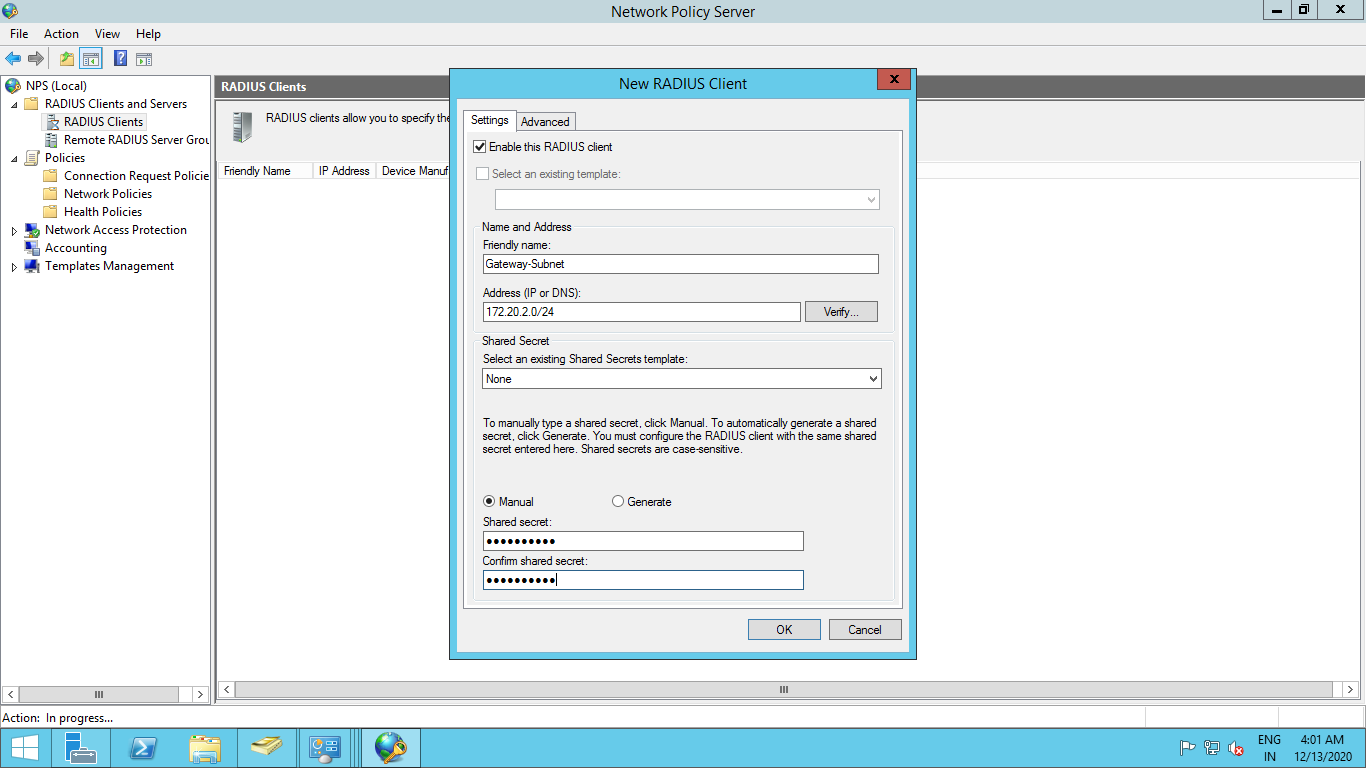 Network Policy Server
File Action View Help
NPS (Local)
RADIUS Clients and Servers
RADIUS Clients
Remote RADIUS Server Grou
Policies
Connection Request Policie
Network Policies
Health Policies
Network Access Protection
Accounting
Templates Management
RADIUS Clients
RADIUS clients allow you to specify the
Friendly Name IP Address Device Manuf
New RADIUS Client
Settings Advanced
Enable this RADIUS client
Select an existing template:
Name and Address
Friendly name:
Gateway-Subnet
Address (IP or DNS):
172.20.2.0/24 Verify...
Shared Secret
Select an existing Shared Secrets template:
None
To manually type a shared secret, click Manual. To automatically generate a shared
secret, click Generate. You must configure the RADIUS client with the same shared
secret entered here. Shared secrets are case-sensitive.
Manual Generate
Shared secret:
●●●●●●●●●●
Confirm shared secret:
●●●●●●●●●●
OK Cancel
Action: In progress...
ENG 4:01 AM
IN 12/13/2020